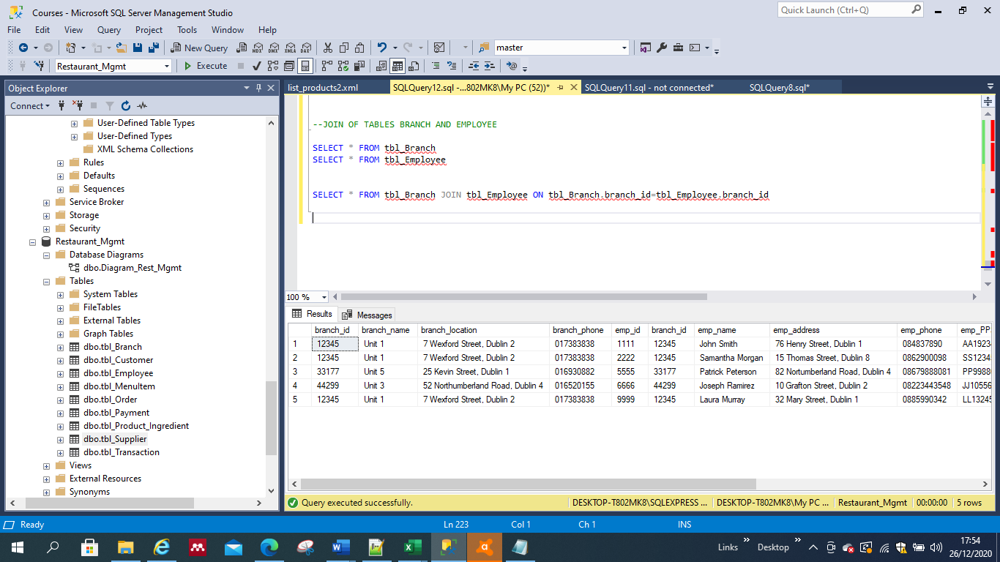 Courses - Microsoft SQL Server Management Studio
Quick Launch (Ctrl+Q)
File Edit View Query Project Tools Window Help
New Query MDX DMX XMLA DAX master
Restaurant_Mgmt Execute
Object Explorer
Connect
User-Defined Table Types
User-Defined Types
XML Schema Collections
Rules
Defaults
Sequences
Service Broker
Storage
Security
Restaurant_Mgmt
Database Diagrams
dbo.Diagram_Rest_Mgmt
Tables
System Tables
FileTables
External Tables
Graph Tables
dbo.tbl_Branch
dbo.tbl_Customer
dbo.tbl_Employee
dbo.tbl_MenuItem
dbo.tbl_Order
dbo.tbl_Payment
dbo.tbl_Product_Ingredient
dbo.tbl_Supplier
dbo.tbl_Transaction
Views
External Resources
Synonyms
list_products2.xml SQLQuery12.sql -...802MK8\My PC (52))* SQLQuery11.sql - not connected* SQLQuery8.sql*
--JOIN OF TABLES BRANCH AND EMPLOYEE
SELECT * FROM tbl_Branch
SELECT * FROM tbl_Employee
SELECT * FROM tbl_Branch JOIN tbl_Employee ON tbl_Branch.branch_id=tbl_Employee.branch_id
100 %
Results Messages
branch_id branch_name branch_location branch_phone emp_id branch_id emp_name emp_address emp_phone emp_PP
1 12345 Unit 1 7 Wexford Street, Dublin 2 017383838 1111 12345 John Smith 76 Henry Street, Dublin 1 084837890 AA1923
2 12345 Unit 1 7 Wexford Street, Dublin 2 017383838 2222 12345 Samantha Morgan 15 Thomas Street, Dublin 8 0862900098 SS1234
3 33177 Unit 5 25 Kevin Street, Dublin 1 016930882 5555 33177 Patrick Peterson 82 Nortumberland Road, Dublin 4 08679888081 PP9988
4 44299 Unit 3 52 Northumberland Road, Dublin 4 016520155 6666 44299 Joseph Ramirez 10 Grafton Street, Dublin 2 08223443548 JJ10556
5 12345 Unit 1 7 Wexford Street, Dublin 2 017383838 9999 12345 Laura Murray 32 Mary Street, Dublin 1 0885990342 LL13245
Query executed successfully. DESKTOP-T802MK8\SQLEXPRESS ... DESKTOP-T802MK8\My PC ... Restaurant_Mgmt 00:00:00 5 rows
Ready Ln 223 Col 1 Ch 1 INS
Links Desktop 17:54
26/12/2020